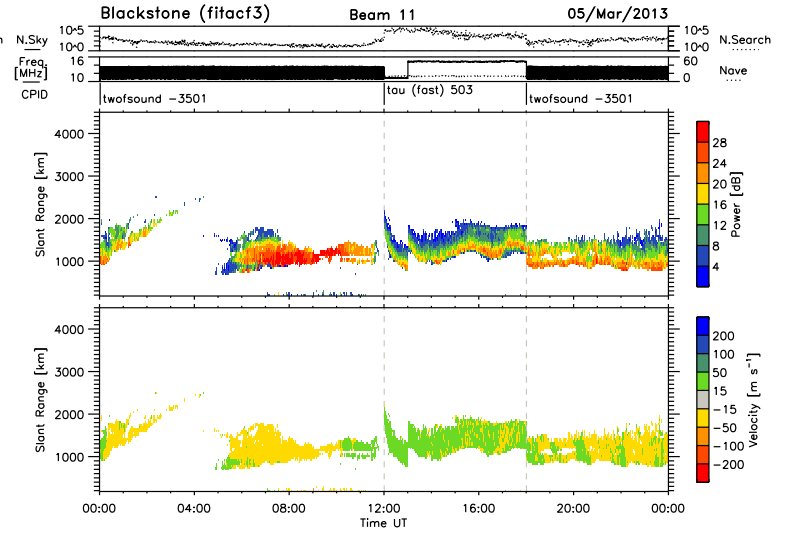 Blackstone (fitacf3) Beam 11 05/Mar/2013
N.Sky 10^5 10^5 N.Search
10^0 10^0
Freq. 16 60
[MHz] 10 0 Nave
CPID twofsound -3501 tau (fast) 503 twofsound -3501
Slant Range [km]
4000
3000
2000
1000
28
24
20
16
12
8
4
Power [dB]
Slant Range [km]
4000
3000
2000
1000
200
100
50
15
-15
-50
-100
-200
Velocity [m s⁻¹]
00:00 04:00 08:00 12:00 16:00 20:00 00:00
Time UT